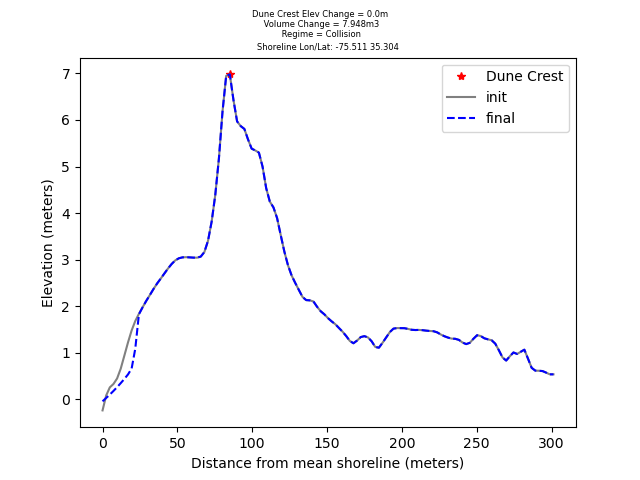 Dune Crest Elev Change = 0.0m
Volume Change = 7.948m3
Regime = Collision
Shoreline Lon/Lat: -75.511 35.304
Dune Crest
init
final
Elevation (meters)
7
6
5
4
3
2
1
0
0 50 100 150 200 250 300
Distance from mean shoreline (meters)